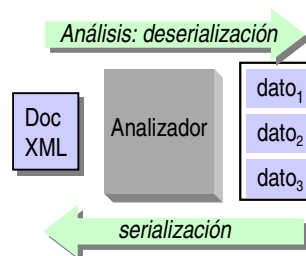 Análisis: deserialización
Doc
XML
Analizador
dato₁
dato₂
dato₃
serialización